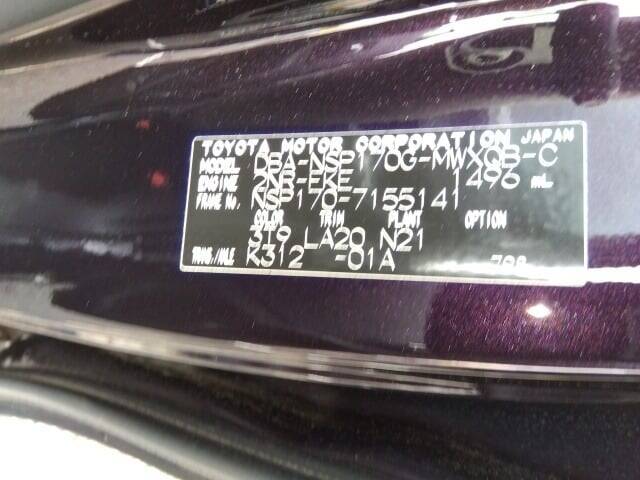 TOYOTA MOTOR CORPORATION JAPAN
MODEL DBA-NSP170G-MWXQB-C
ENGINE 2NR-FKE 1496 mL
FRAME No. NSP170-7155141
COLOR TRIM PLANT OPTION
3T9 LA20 N21
TRANS./AXLE K312 -01A